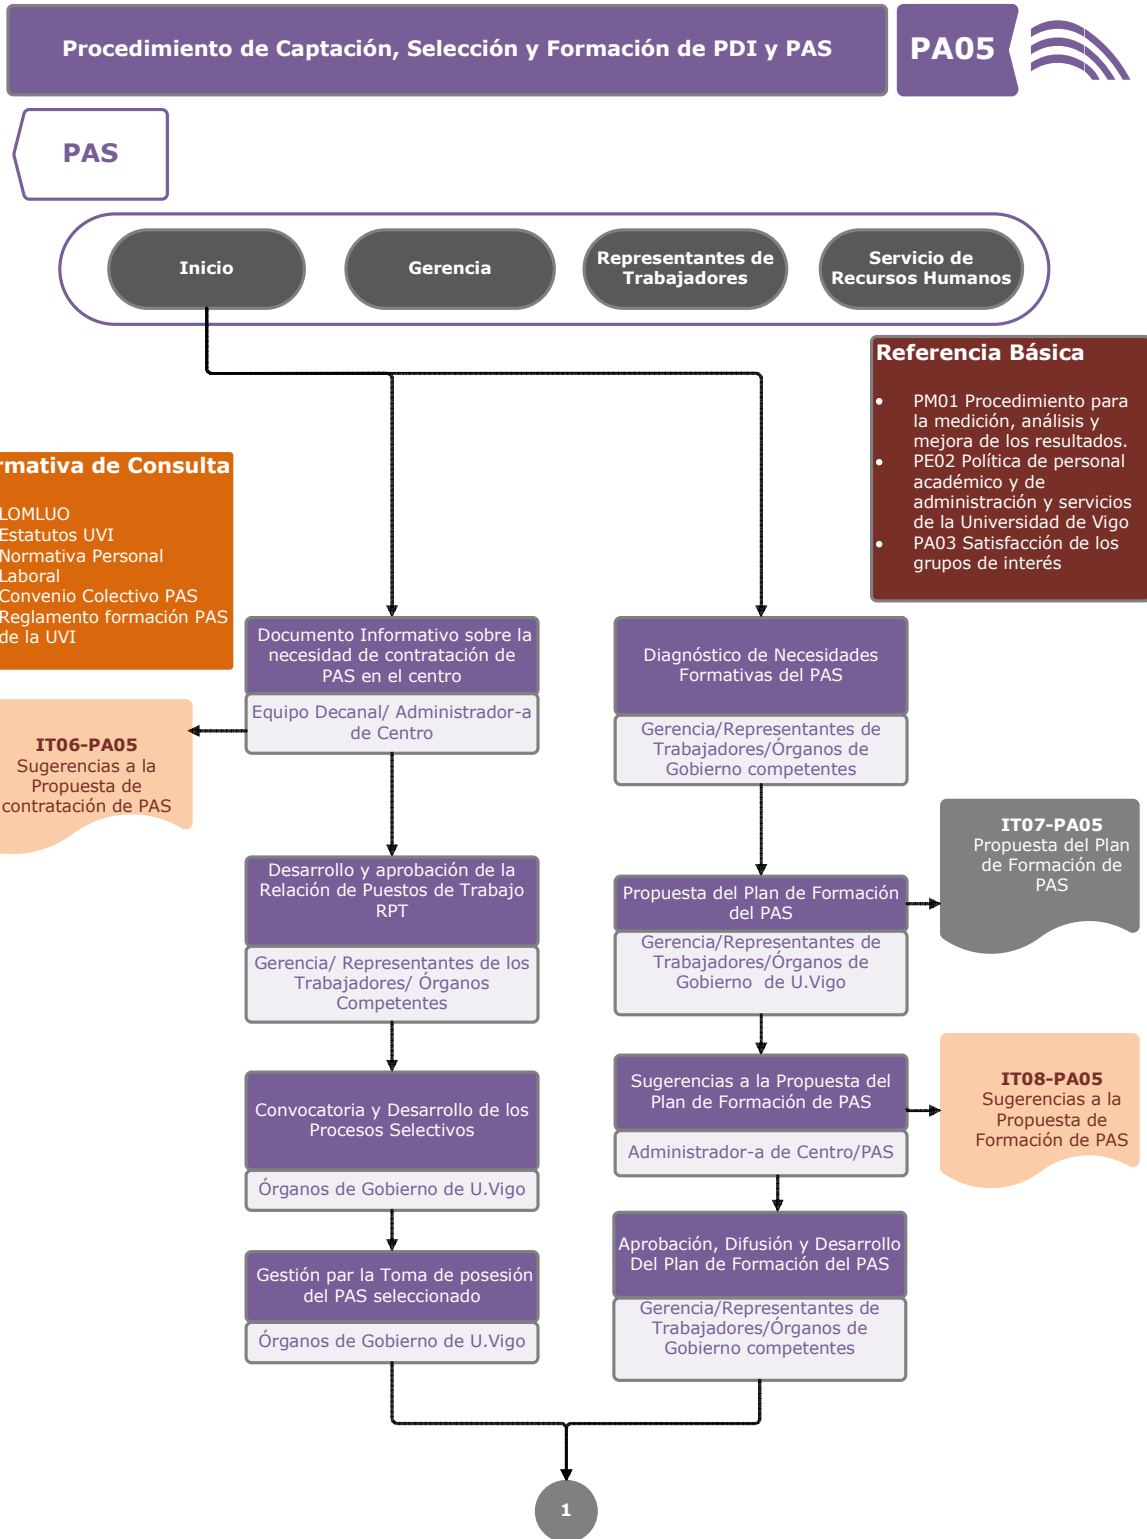 Procedimiento de Captación, Selección y Formación de PDI y PAS
PA05
PAS
Inicio
Gerencia
Representantes de
Trabajadores
Servicio de
Recursos Humanos
Referencia Básica
• PM01 Procedimiento para
la medición, análisis y
mejora de los resultados.
• PE02 Política de personal
académico y de
administración y servicios
de la Universidad de Vigo
• PA03 Satisfacción de los
grupos de interés
rmativa de Consulta
LOMLUO
Estatutos UVI
Normativa Personal
Laboral
Convenio Colectivo PAS
Reglamento formación PAS
de la UVI
Documento Informativo sobre la
necesidad de contratación de
PAS en el centro
Equipo Decanal/ Administrador-a
de Centro
IT06-PA05
Sugerencias a la
Propuesta de
contratación de PAS
Desarrollo y aprobación de la
Relación de Puestos de Trabajo
RPT
Gerencia/ Representantes de los
Trabajadores/ Órganos
Competentes
Convocatoria y Desarrollo de los
Procesos Selectivos
Órganos de Gobierno de U.Vigo
Gestión par la Toma de posesión
del PAS seleccionado
Órganos de Gobierno de U.Vigo
Diagnóstico de Necesidades
Formativas del PAS
Gerencia/Representantes de
Trabajadores/Órganos de
Gobierno competentes
Propuesta del Plan de Formación
del PAS
Gerencia/Representantes de
Trabajadores/Órganos de
Gobierno de U.Vigo
IT07-PA05
Propuesta del Plan
de Formación de
PAS
Sugerencias a la Propuesta del
Plan de Formación de PAS
Administrador-a de Centro/PAS
IT08-PA05
Sugerencias a la
Propuesta de
Formación de PAS
Aprobación, Difusión y Desarrollo
Del Plan de Formación del PAS
Gerencia/Representantes de
Trabajadores/Órganos de
Gobierno competentes
1